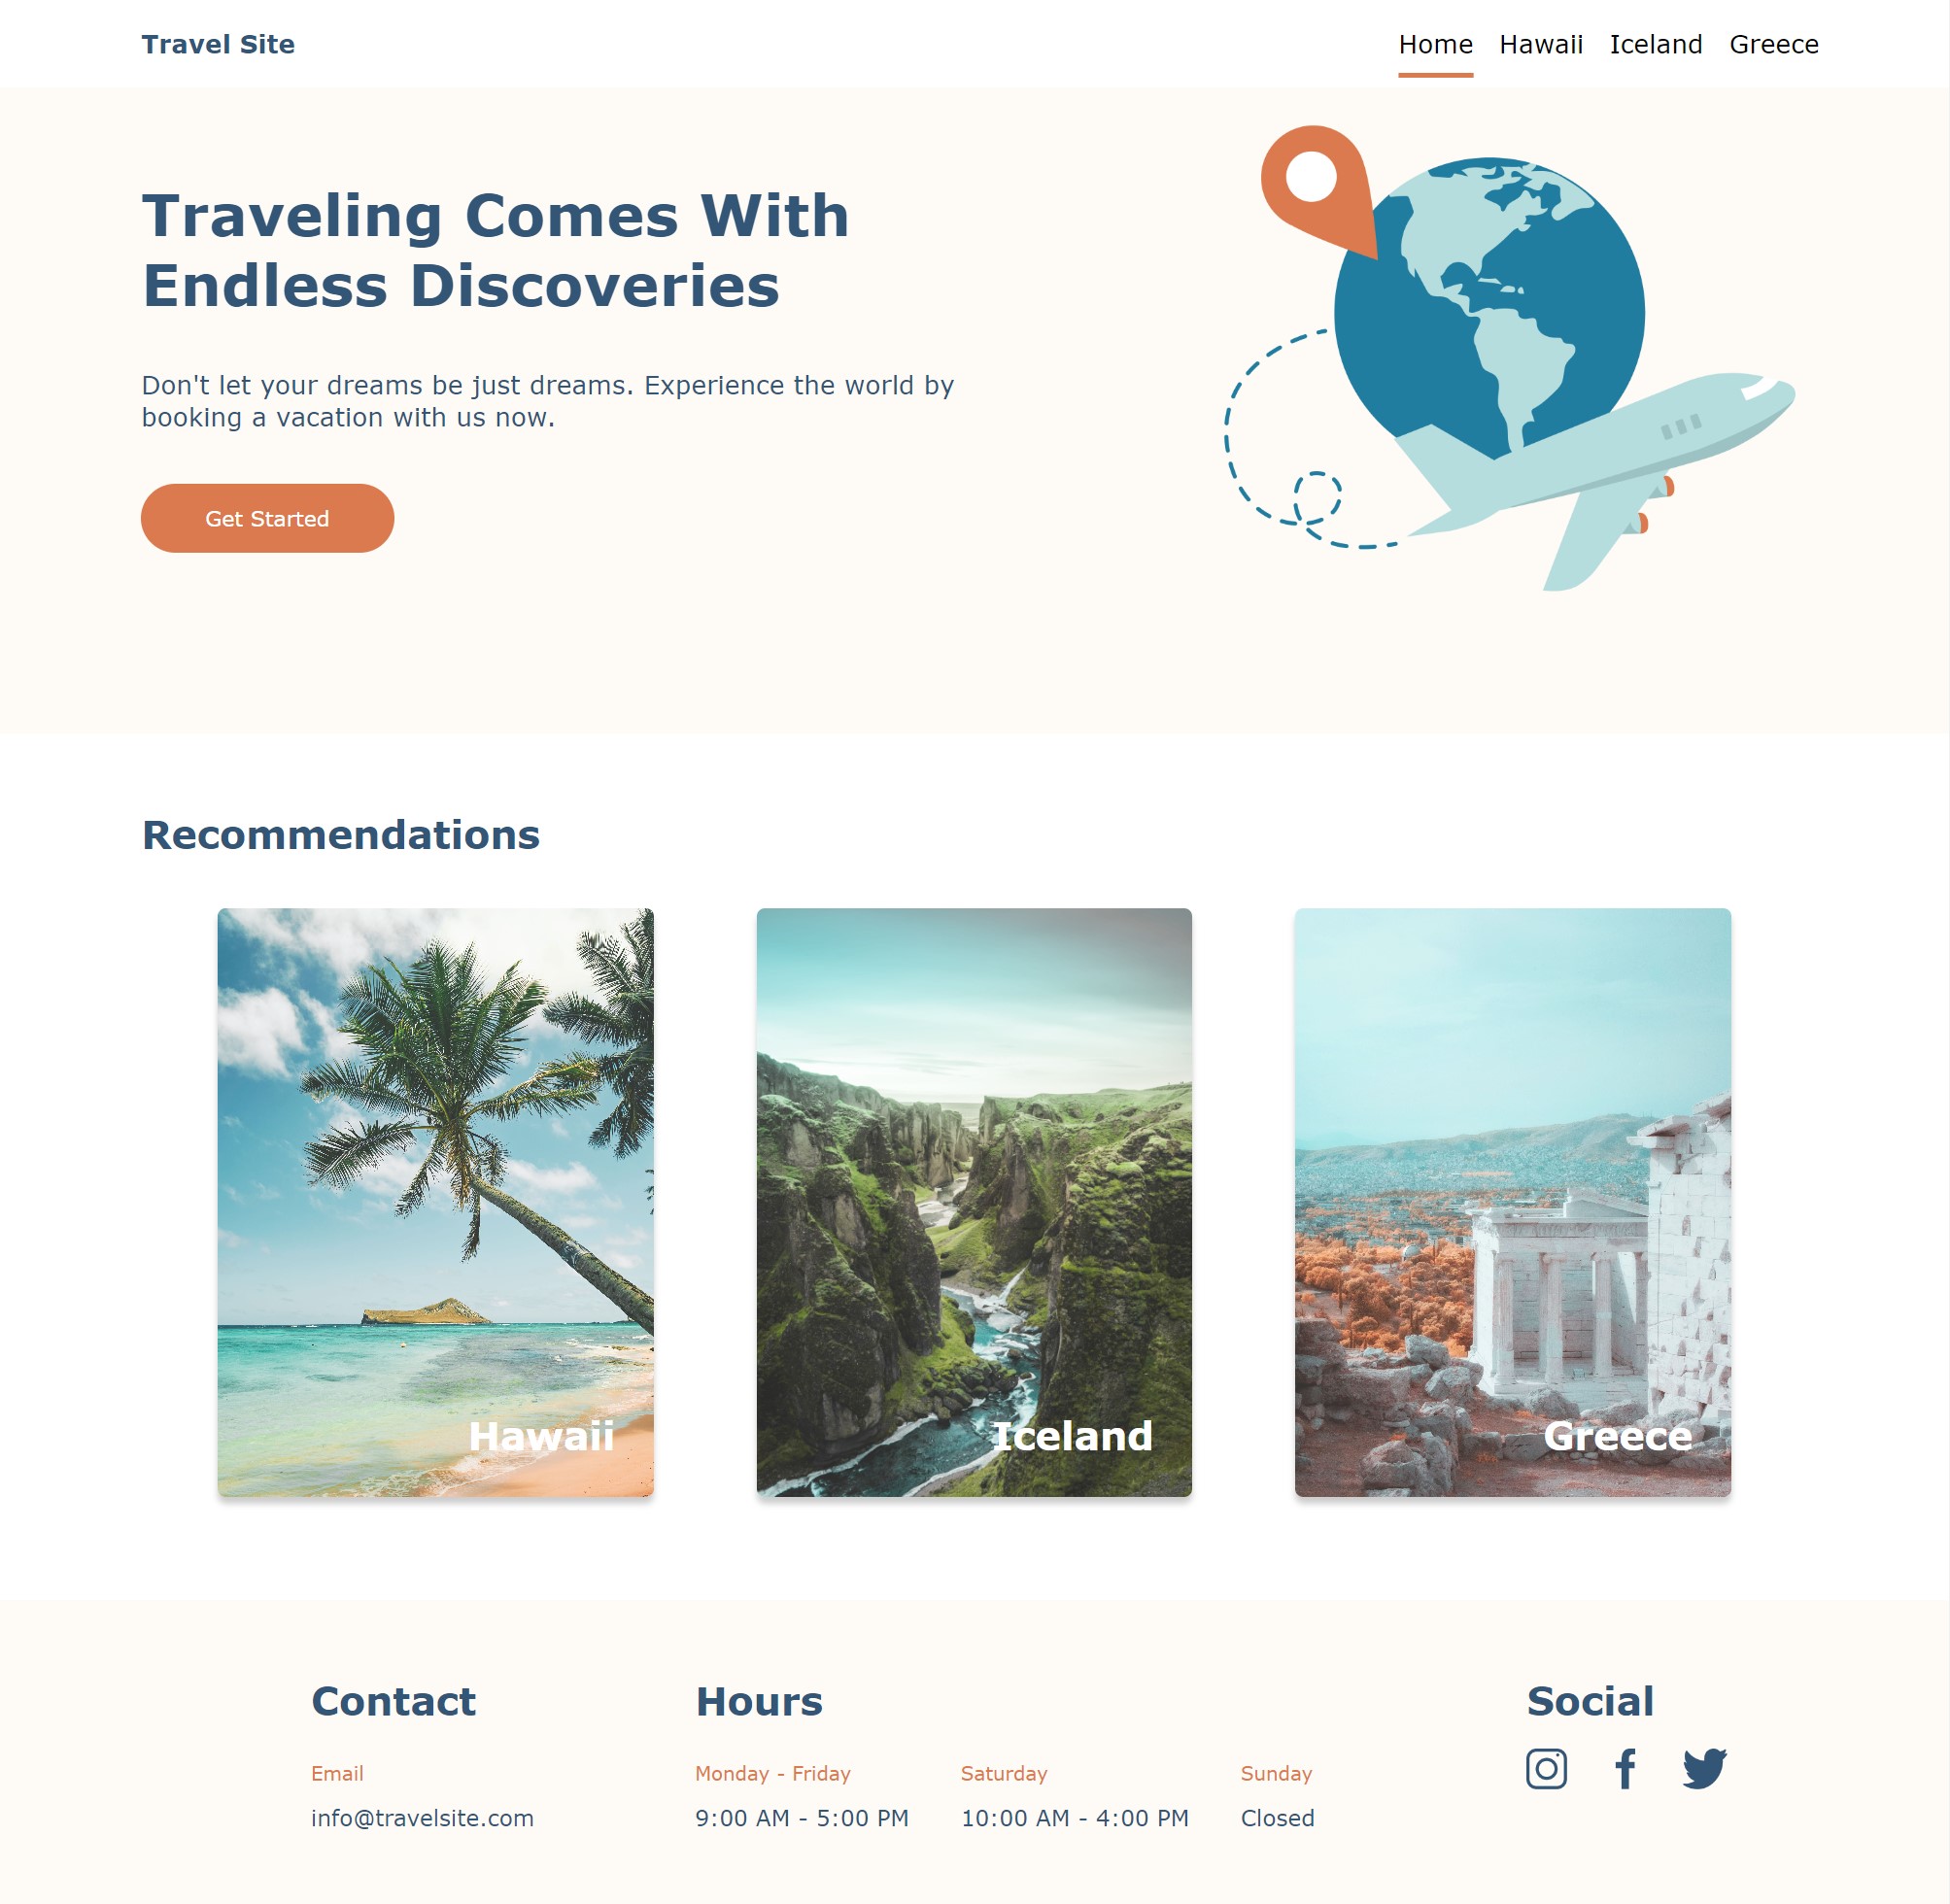 Travel Site
Home Hawaii Iceland Greece
Traveling Comes With
Endless Discoveries
Don't let your dreams be just dreams. Experience the world by
booking a vacation with us now.
Get Started
Recommendations
Hawaii
Iceland
Greece
Contact
Email
info@travelsite.com
Hours
Monday - Friday
9:00 AM - 5:00 PM
Saturday
10:00 AM - 4:00 PM
Sunday
Closed
Social